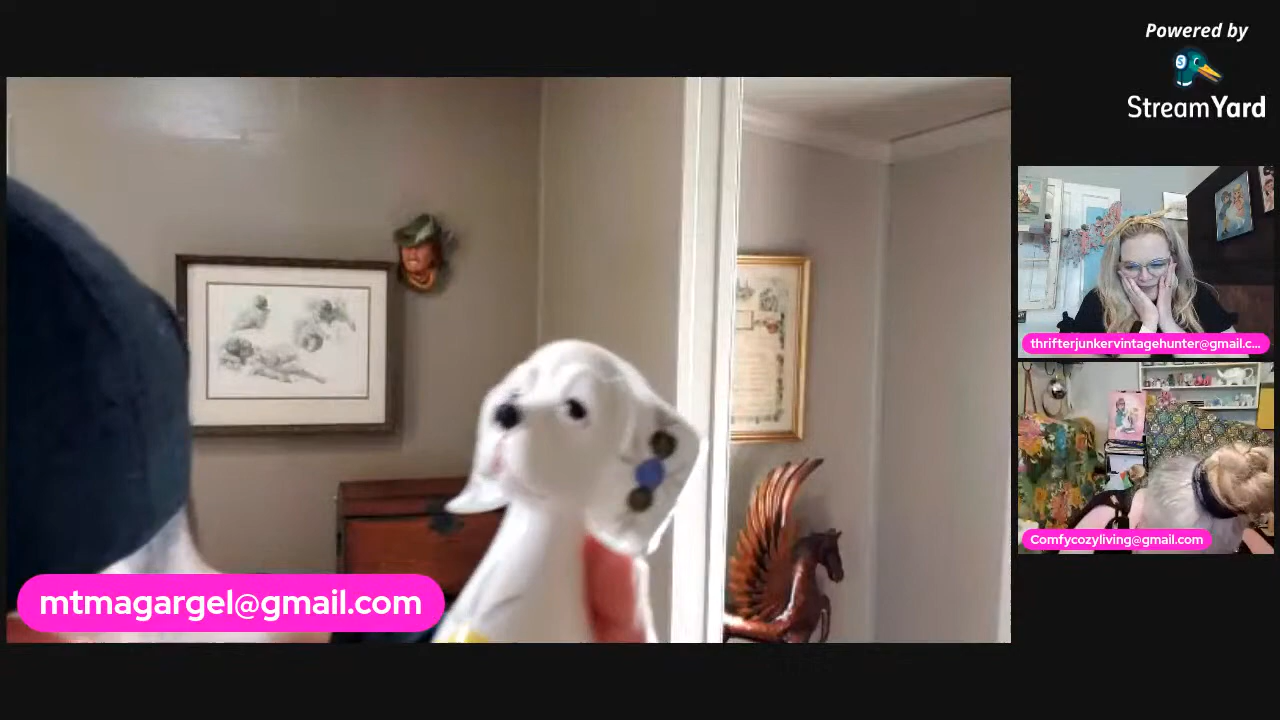 Powered by
StreamYard
thrifterjunkervintagehunter@gmail.c...
Comfycozyliving@gmail.com
mtmagargel@gmail.com